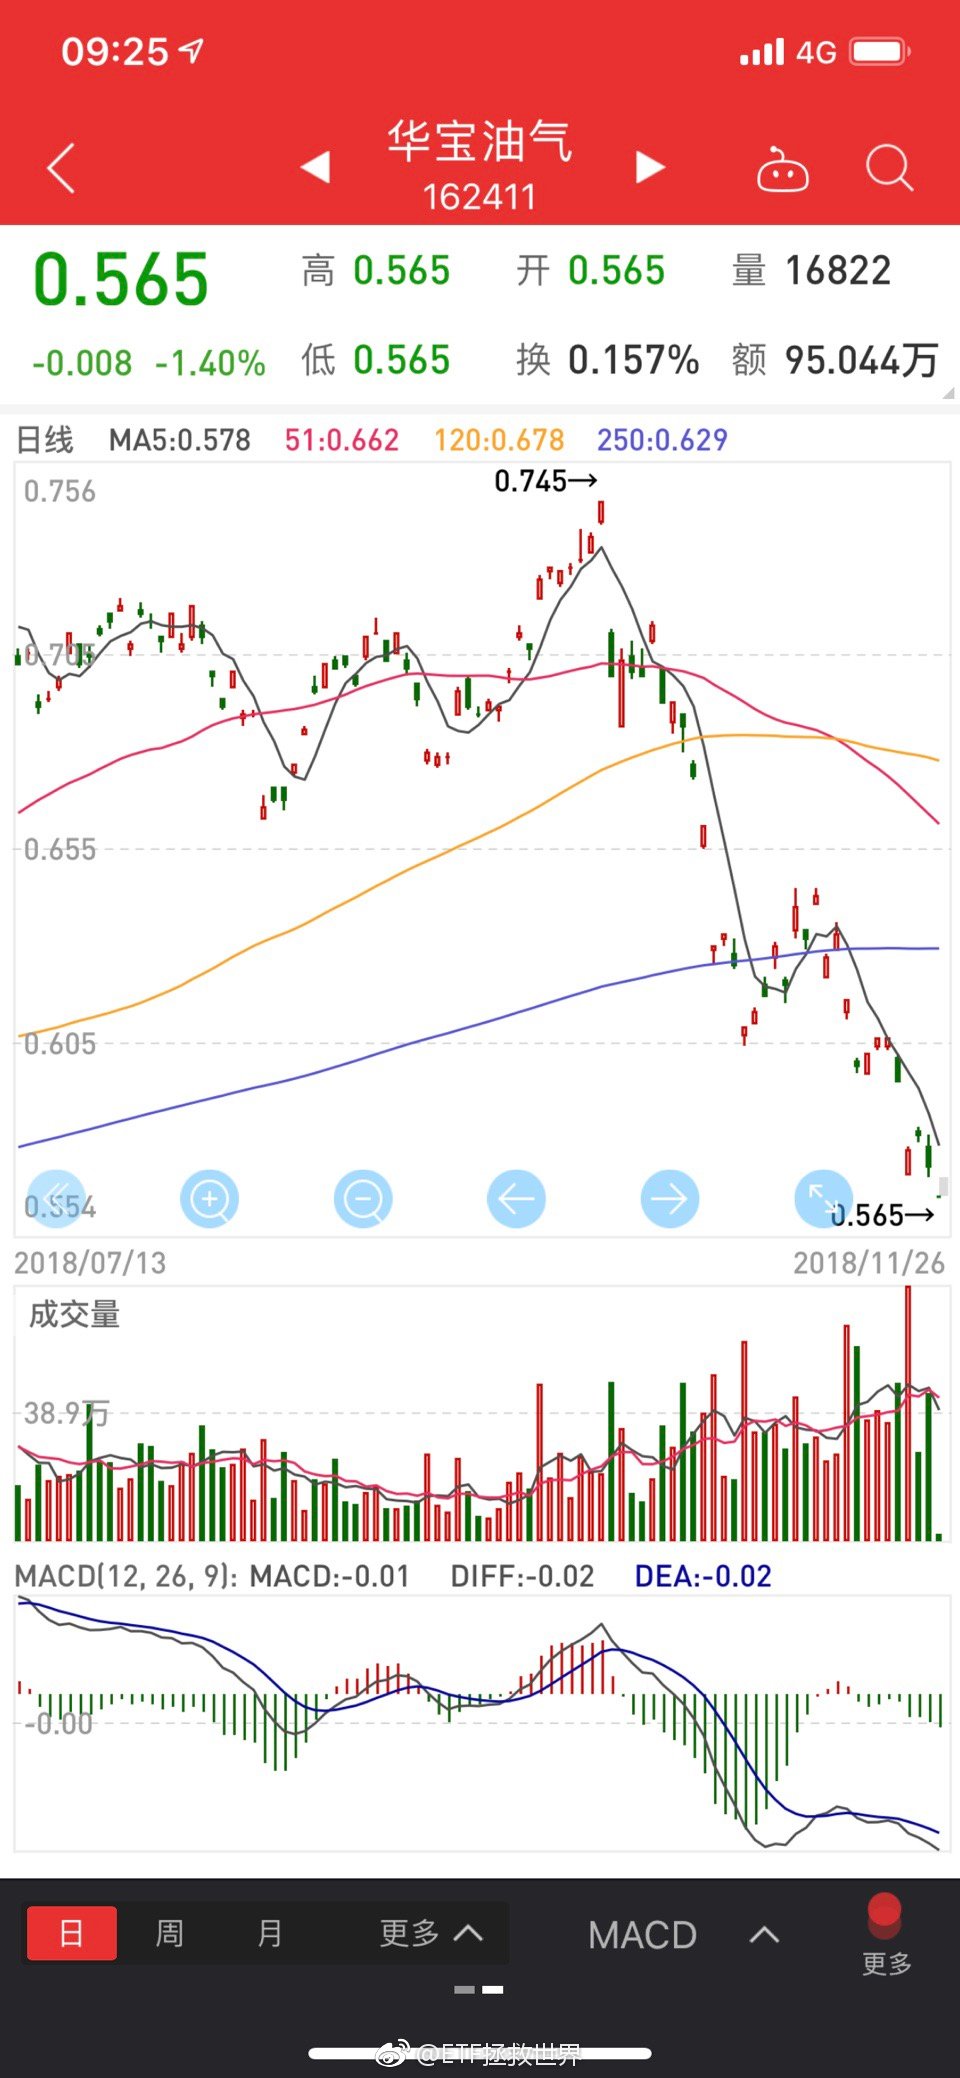 09:25 4G
华宝油气
162411
0.565 高 0.565 开 0.565 量 16822
-0.008 -1.40% 低 0.565 换 0.157% 额 95.044万
日线 MA5:0.578 51:0.662 120:0.678 250:0.629
0.745→
0.756
0.705
0.655
0.605
0.554
0.565→
2018/07/13 2018/11/26
成交量
38.9万
MACD(12, 26, 9): MACD:-0.01 DIFF:-0.02 DEA:-0.02
-0.00
日 周 月 更多 MACD 更多
@ETF拯救世界